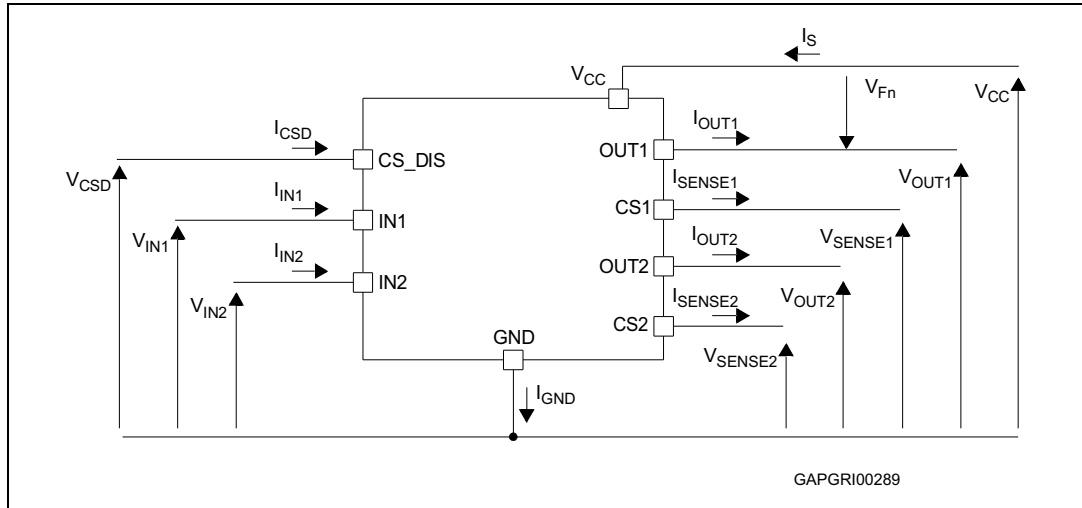 I_S
V_CC
V_Fn
V_CC
I_CSD
I_OUT1
CS_DIS
OUT1
V_CSD
I_IN1
I_SENSE1
V_OUT1
IN1
CS1
V_IN1
I_IN2
I_OUT2
V_SENSE1
IN2
OUT2
V_IN2
I_SENSE2
V_OUT2
GND
CS2
V_SENSE2
I_GND
GAPGRI00289